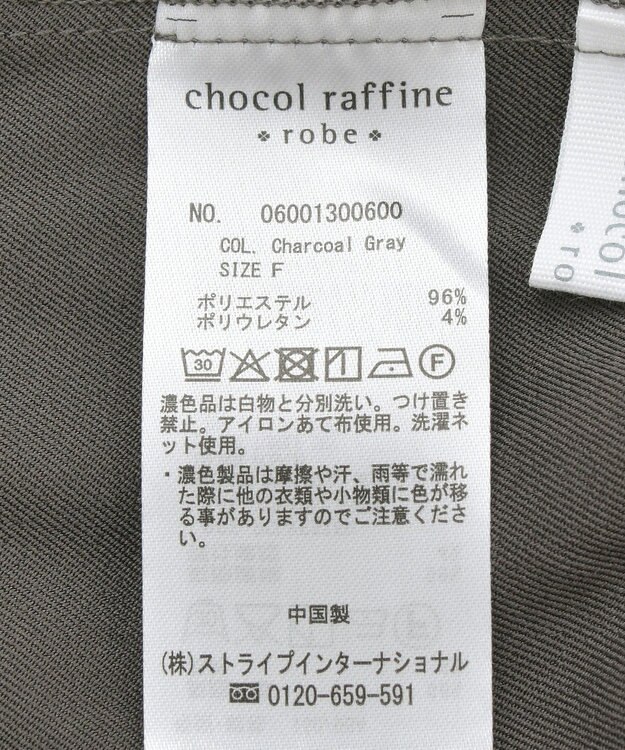 chocol raffine
robe
NO. 06001300600
COL. Charcoal Gray
SIZE F
ポリエステル 96%
ポリウレタン 4%
30 F
濃色品は白物と分別洗い。つけ置き
禁止。アイロンあて布使用。洗濯ネ
ット使用。
・濃色製品は摩擦や汗、雨等で濡れ
た際に他の衣類や小物類に色が移
る事がありますのでご注意くださ
い。
中国製
(株)ストライプインターナショナル
0120-659-591
hocol
ro